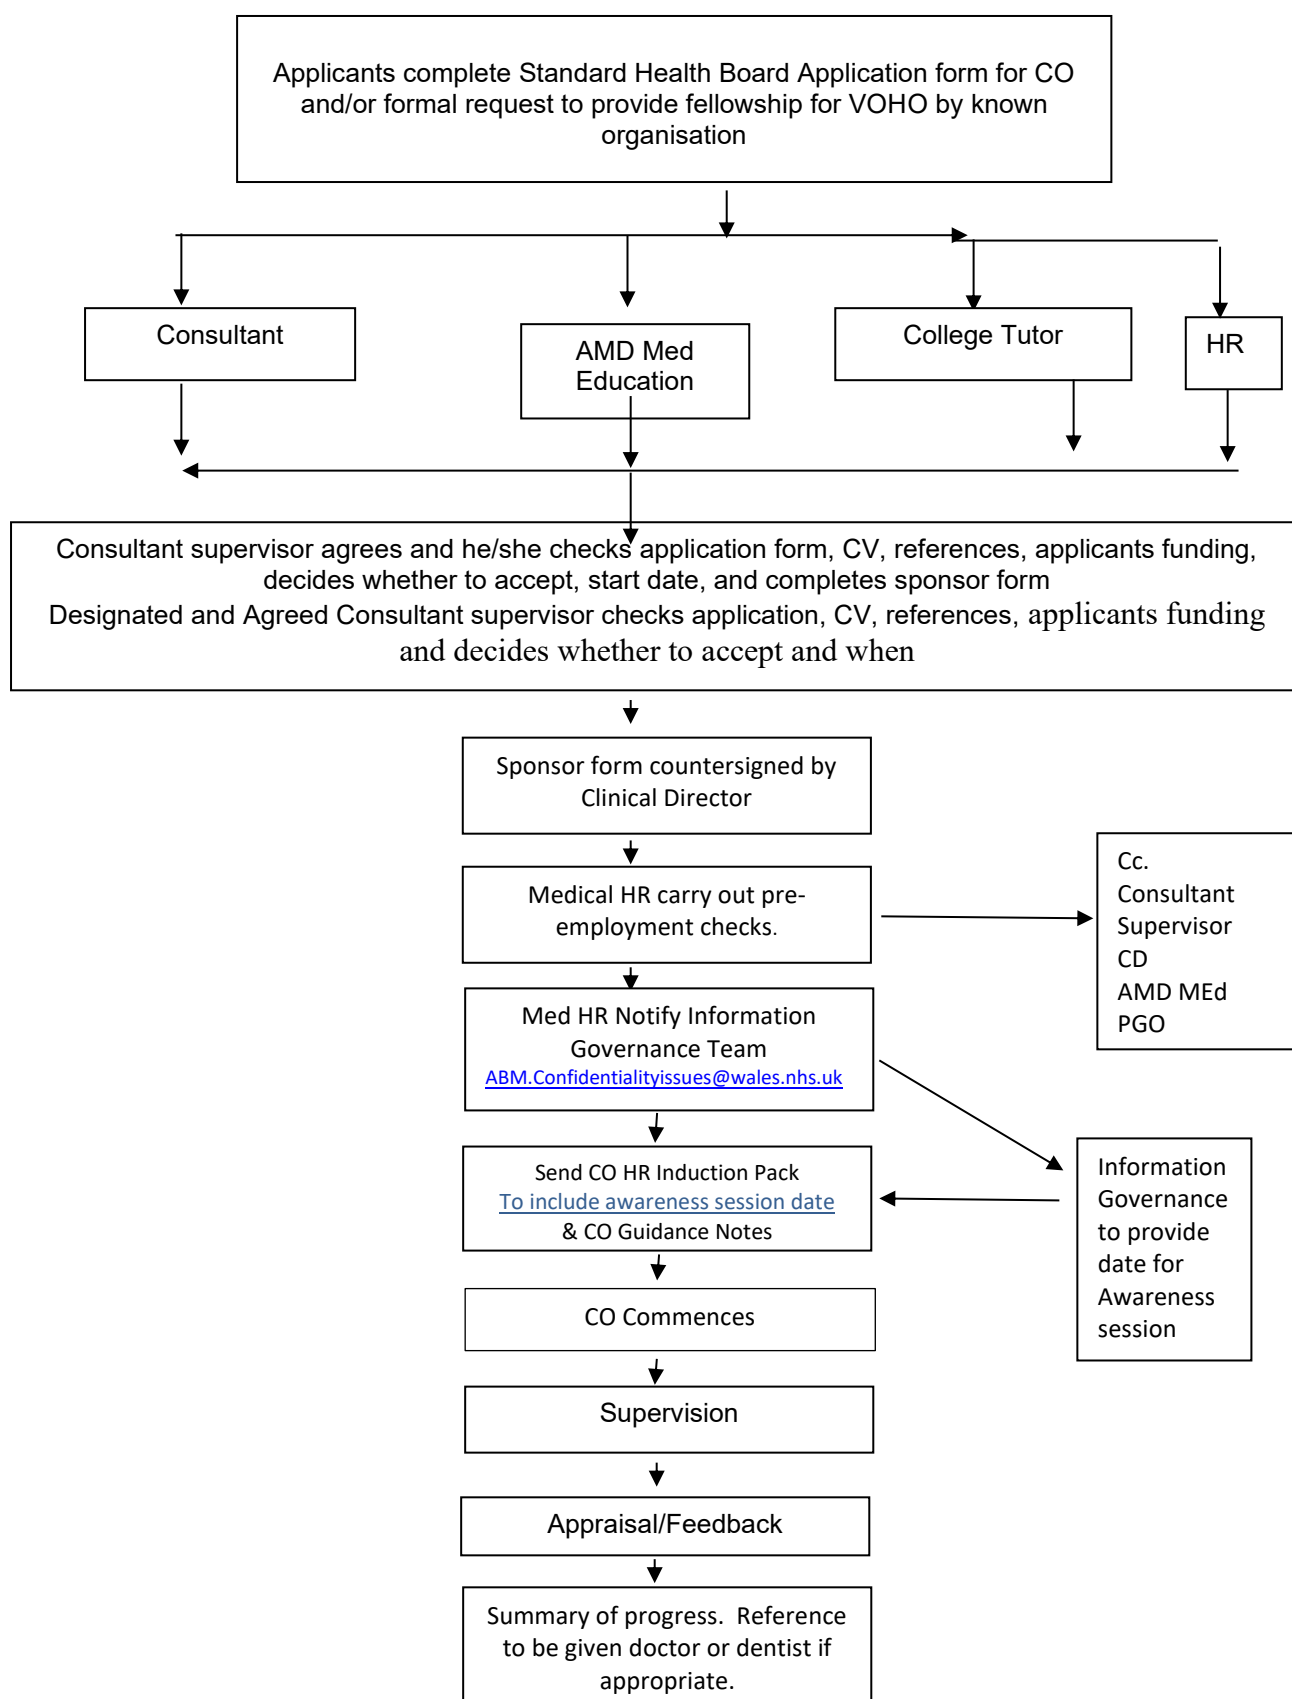 Applicants complete Standard Health Board Application form for CO
and/or formal request to provide fellowship for VOHO by known
organisation
Consultant
AMD Med
Education
College Tutor
HR
Consultant supervisor agrees and he/she checks application form, CV, references, applicants funding,
decides whether to accept, start date, and completes sponsor form
Designated and Agreed Consultant supervisor checks application, CV, references, applicants funding
and decides whether to accept and when
Sponsor form countersigned by
Clinical Director
Medical HR carry out pre-
employment checks.
Cc.
Consultant
Supervisor
CD
AMD MEd
PGO
Med HR Notify Information
Governance Team
ABM.Confidentialityissues@wales.nhs.uk
Send CO HR Induction Pack
To include awareness session date
& CO Guidance Notes
Information
Governance
to provide
date for
Awareness
session
CO Commences
Supervision
Appraisal/Feedback
Summary of progress.  Reference
to be given doctor or dentist if
appropriate.